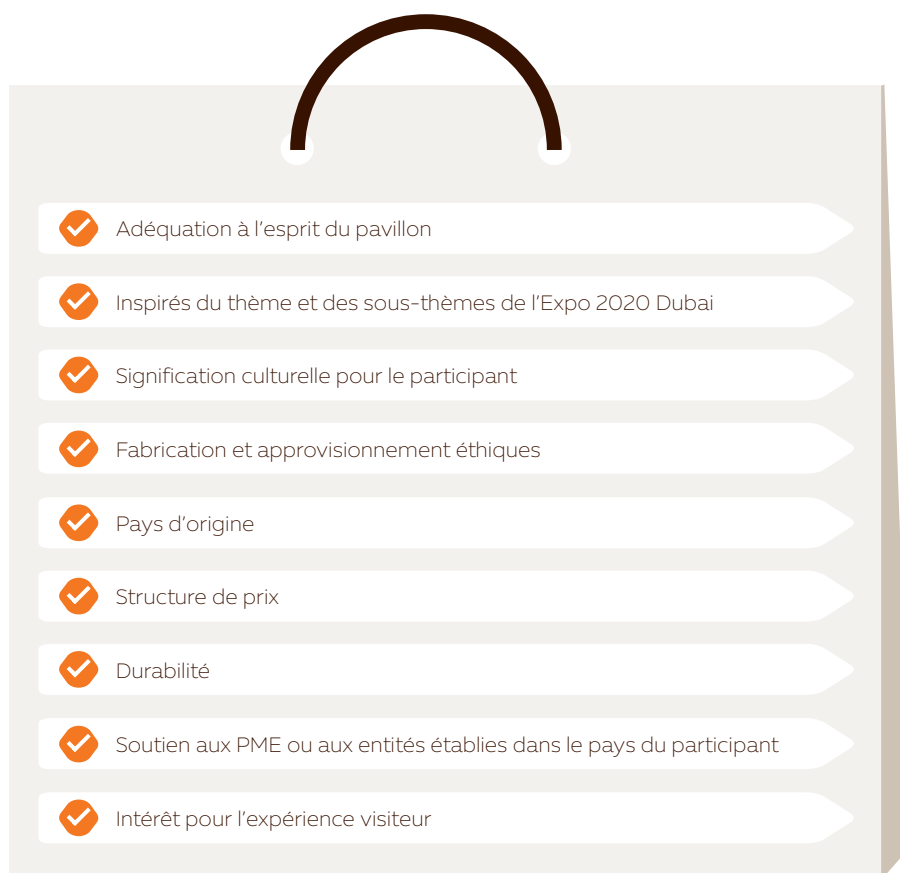 Adéquation à l’esprit du pavillon
Inspirés du thème et des sous-thèmes de l’Expo 2020 Dubai
Signification culturelle pour le participant
Fabrication et approvisionnement éthiques
Pays d’origine
Structure de prix
Durabilité
Soutien aux PME ou aux entités établies dans le pays du participant
Intérêt pour l’expérience visiteur